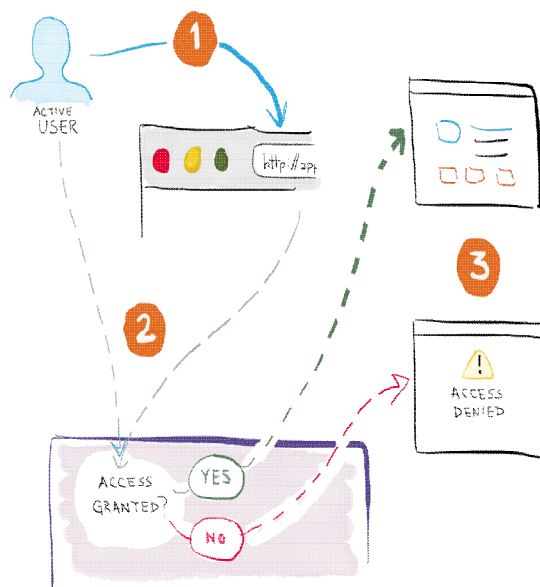 1
ACTIVE
USER
http://app
2
3
!
ACCESS
DENIED
ACCESS
GRANTED?
YES
NO